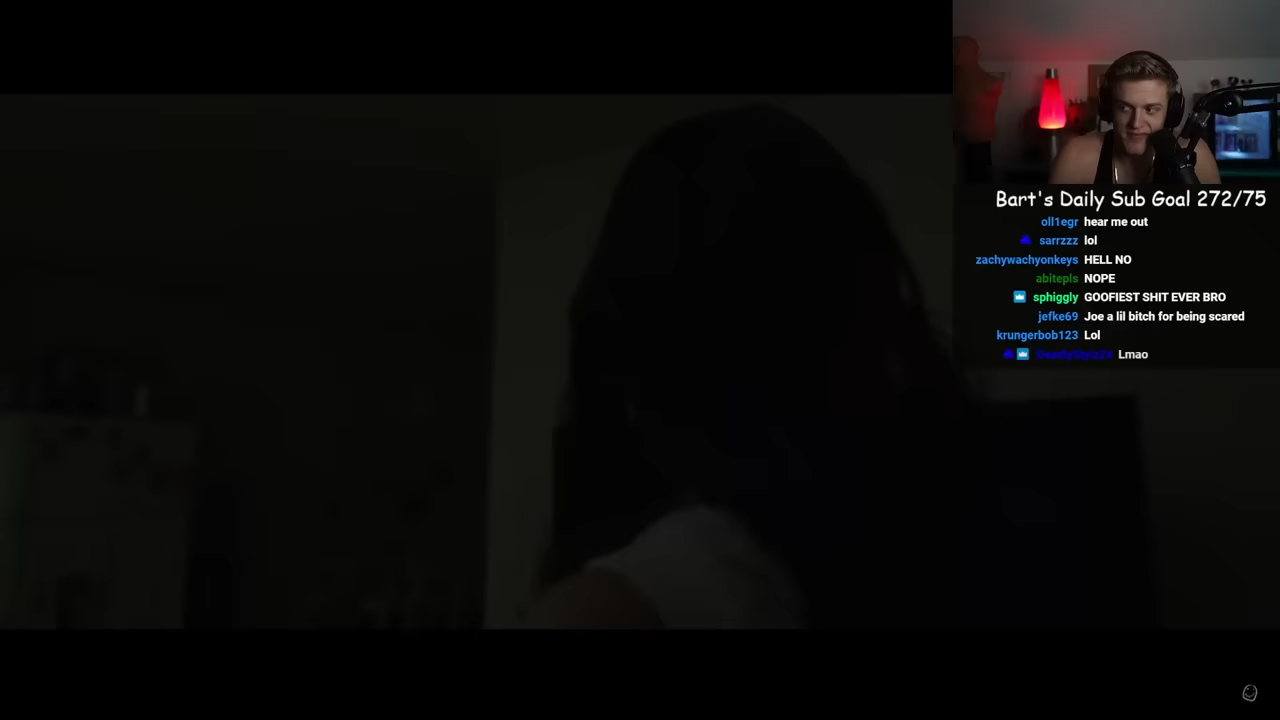 Bart's Daily Sub Goal 272/75
oll1egr hear me out
sarrzzz lol
zachywachyonkeys HELL NO
abitepls NOPE
sphiggly GOOFIEST SHIT EVER BRO
jefke69 Joe a lil bitch for being scared
krungerbob123 Lol
Lmao